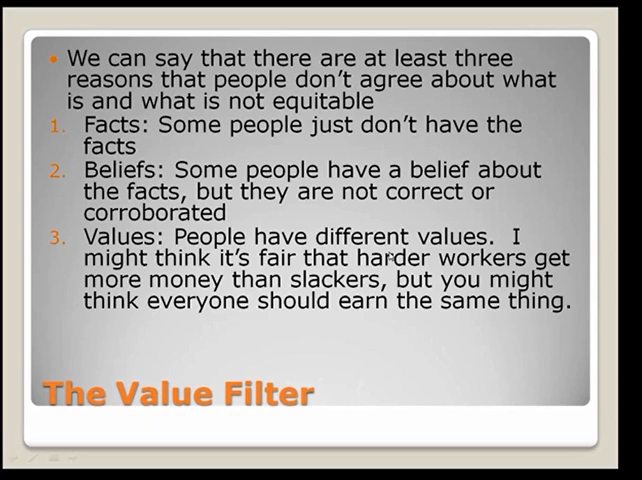 • We can say that there are at least three
reasons that people don't agree about what
is and what is not equitable
1. Facts: Some people just don't have the
facts
2. Beliefs: Some people have a belief about
the facts, but they are not correct or
corroborated
3. Values: People have different values.  I
might think it's fair that harder workers get
more money than slackers, but you might
think everyone should earn the same thing.
The Value Filter